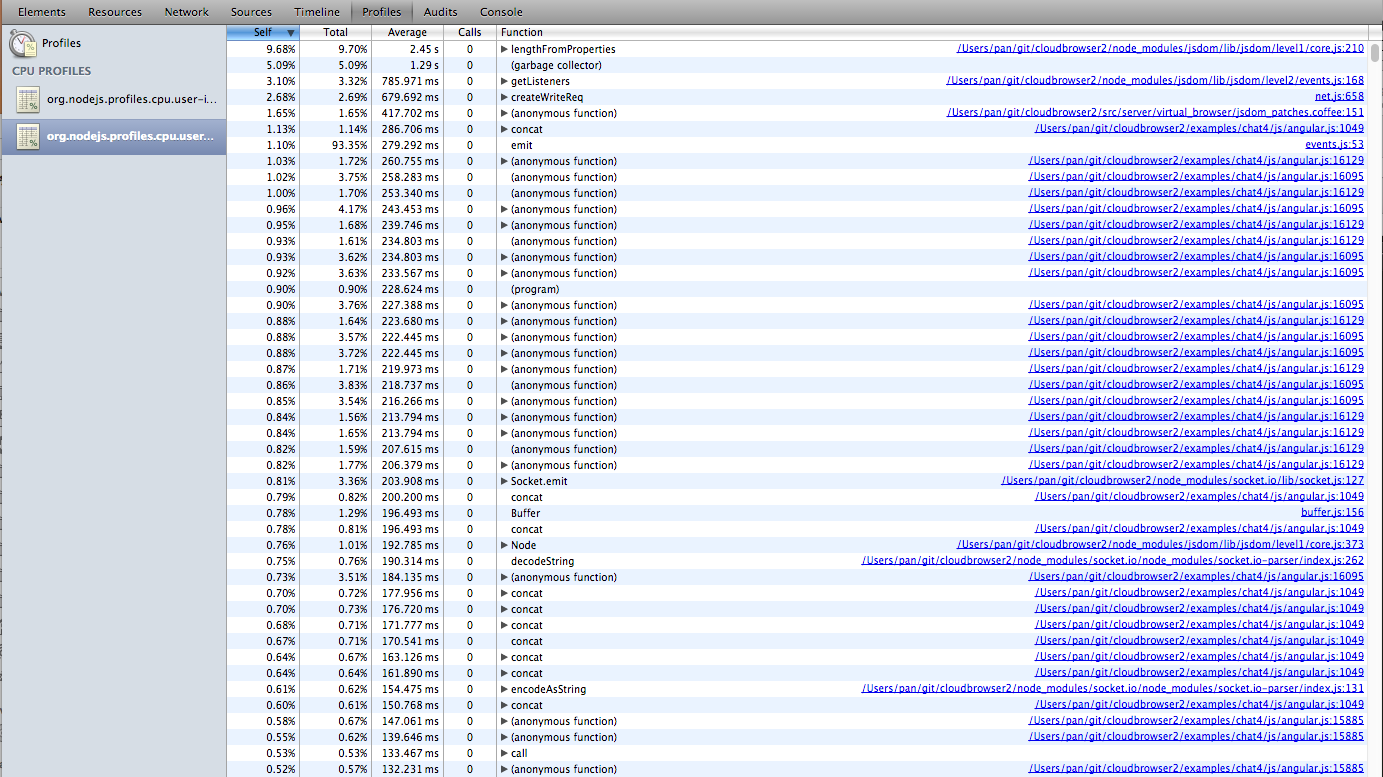 Elements Resources Network Sources Timeline Profiles Audits Console
Profiles
CPU PROFILES
org.nodejs.profiles.cpu.user-i...
org.nodejs.profiles.cpu.user...
Self Total Average Calls Function
9.68% 9.70% 2.45 s 0 lengthFromProperties /Users/pan/git/cloudbrowser2/node_modules/jsdom/lib/jsdom/level1/core.js:210
5.09% 5.09% 1.29 s 0 (garbage collector)
3.10% 3.32% 785.971 ms 0 getListeners /Users/pan/git/cloudbrowser2/node_modules/jsdom/lib/jsdom/level2/events.js:168
2.68% 2.69% 679.692 ms 0 createWriteReq net.js:658
1.65% 1.65% 417.702 ms 0 (anonymous function) /Users/pan/git/cloudbrowser2/src/server/virtual_browser/jsdom_patches.coffee:151
1.13% 1.14% 286.706 ms 0 concat /Users/pan/git/cloudbrowser2/examples/chat4/js/angular.js:1049
1.10% 93.35% 279.292 ms 0 emit events.js:53
1.03% 1.72% 260.755 ms 0 (anonymous function) /Users/pan/git/cloudbrowser2/examples/chat4/js/angular.js:16129
1.02% 3.75% 258.283 ms 0 (anonymous function) /Users/pan/git/cloudbrowser2/examples/chat4/js/angular.js:16095
1.00% 1.70% 253.340 ms 0 (anonymous function) /Users/pan/git/cloudbrowser2/examples/chat4/js/angular.js:16129
0.96% 4.17% 243.453 ms 0 (anonymous function) /Users/pan/git/cloudbrowser2/examples/chat4/js/angular.js:16095
0.95% 1.68% 239.746 ms 0 (anonymous function) /Users/pan/git/cloudbrowser2/examples/chat4/js/angular.js:16129
0.93% 1.61% 234.803 ms 0 (anonymous function) /Users/pan/git/cloudbrowser2/examples/chat4/js/angular.js:16129
0.93% 3.62% 234.803 ms 0 (anonymous function) /Users/pan/git/cloudbrowser2/examples/chat4/js/angular.js:16095
0.92% 3.63% 233.567 ms 0 (anonymous function) /Users/pan/git/cloudbrowser2/examples/chat4/js/angular.js:16095
0.90% 0.90% 228.624 ms 0 (program)
0.90% 3.76% 227.388 ms 0 (anonymous function) /Users/pan/git/cloudbrowser2/examples/chat4/js/angular.js:16095
0.88% 1.64% 223.680 ms 0 (anonymous function) /Users/pan/git/cloudbrowser2/examples/chat4/js/angular.js:16129
0.88% 3.57% 222.445 ms 0 (anonymous function) /Users/pan/git/cloudbrowser2/examples/chat4/js/angular.js:16095
0.88% 3.72% 222.445 ms 0 (anonymous function) /Users/pan/git/cloudbrowser2/examples/chat4/js/angular.js:16095
0.87% 1.71% 219.973 ms 0 (anonymous function) /Users/pan/git/cloudbrowser2/examples/chat4/js/angular.js:16129
0.86% 3.83% 218.737 ms 0 (anonymous function) /Users/pan/git/cloudbrowser2/examples/chat4/js/angular.js:16095
0.85% 3.54% 216.266 ms 0 (anonymous function) /Users/pan/git/cloudbrowser2/examples/chat4/js/angular.js:16095
0.84% 1.56% 213.794 ms 0 (anonymous function) /Users/pan/git/cloudbrowser2/examples/chat4/js/angular.js:16129
0.84% 1.65% 213.794 ms 0 (anonymous function) /Users/pan/git/cloudbrowser2/examples/chat4/js/angular.js:16129
0.82% 1.59% 207.615 ms 0 (anonymous function) /Users/pan/git/cloudbrowser2/examples/chat4/js/angular.js:16129
0.82% 1.77% 206.379 ms 0 (anonymous function) /Users/pan/git/cloudbrowser2/examples/chat4/js/angular.js:16129
0.81% 3.36% 203.908 ms 0 Socket.emit /Users/pan/git/cloudbrowser2/node_modules/socket.io/lib/socket.js:127
0.79% 0.82% 200.200 ms 0 concat /Users/pan/git/cloudbrowser2/examples/chat4/js/angular.js:1049
0.78% 1.29% 196.493 ms 0 Buffer buffer.js:156
0.78% 0.81% 196.493 ms 0 concat /Users/pan/git/cloudbrowser2/examples/chat4/js/angular.js:1049
0.76% 1.01% 192.785 ms 0 Node /Users/pan/git/cloudbrowser2/node_modules/jsdom/lib/jsdom/level1/core.js:373
0.75% 0.76% 190.314 ms 0 decodeString /Users/pan/git/cloudbrowser2/node_modules/socket.io/node_modules/socket.io-parser/index.js:262
0.73% 3.51% 184.135 ms 0 (anonymous function) /Users/pan/git/cloudbrowser2/examples/chat4/js/angular.js:16095
0.70% 0.72% 177.956 ms 0 concat /Users/pan/git/cloudbrowser2/examples/chat4/js/angular.js:1049
0.70% 0.73% 176.720 ms 0 concat /Users/pan/git/cloudbrowser2/examples/chat4/js/angular.js:1049
0.68% 0.71% 171.777 ms 0 concat /Users/pan/git/cloudbrowser2/examples/chat4/js/angular.js:1049
0.67% 0.71% 170.541 ms 0 concat /Users/pan/git/cloudbrowser2/examples/chat4/js/angular.js:1049
0.64% 0.67% 163.126 ms 0 concat /Users/pan/git/cloudbrowser2/examples/chat4/js/angular.js:1049
0.64% 0.64% 161.890 ms 0 concat /Users/pan/git/cloudbrowser2/examples/chat4/js/angular.js:1049
0.61% 0.62% 154.475 ms 0 encodeAsString /Users/pan/git/cloudbrowser2/node_modules/socket.io/node_modules/socket.io-parser/index.js:131
0.60% 0.61% 150.768 ms 0 concat /Users/pan/git/cloudbrowser2/examples/chat4/js/angular.js:1049
0.58% 0.67% 147.061 ms 0 (anonymous function) /Users/pan/git/cloudbrowser2/examples/chat4/js/angular.js:15885
0.55% 0.62% 139.646 ms 0 (anonymous function) /Users/pan/git/cloudbrowser2/examples/chat4/js/angular.js:15885
0.53% 0.53% 133.467 ms 0 call
0.52% 0.57% 132.231 ms 0 (anonymous function) /Users/pan/git/cloudbrowser2/examples/chat4/js/angular.js:15885